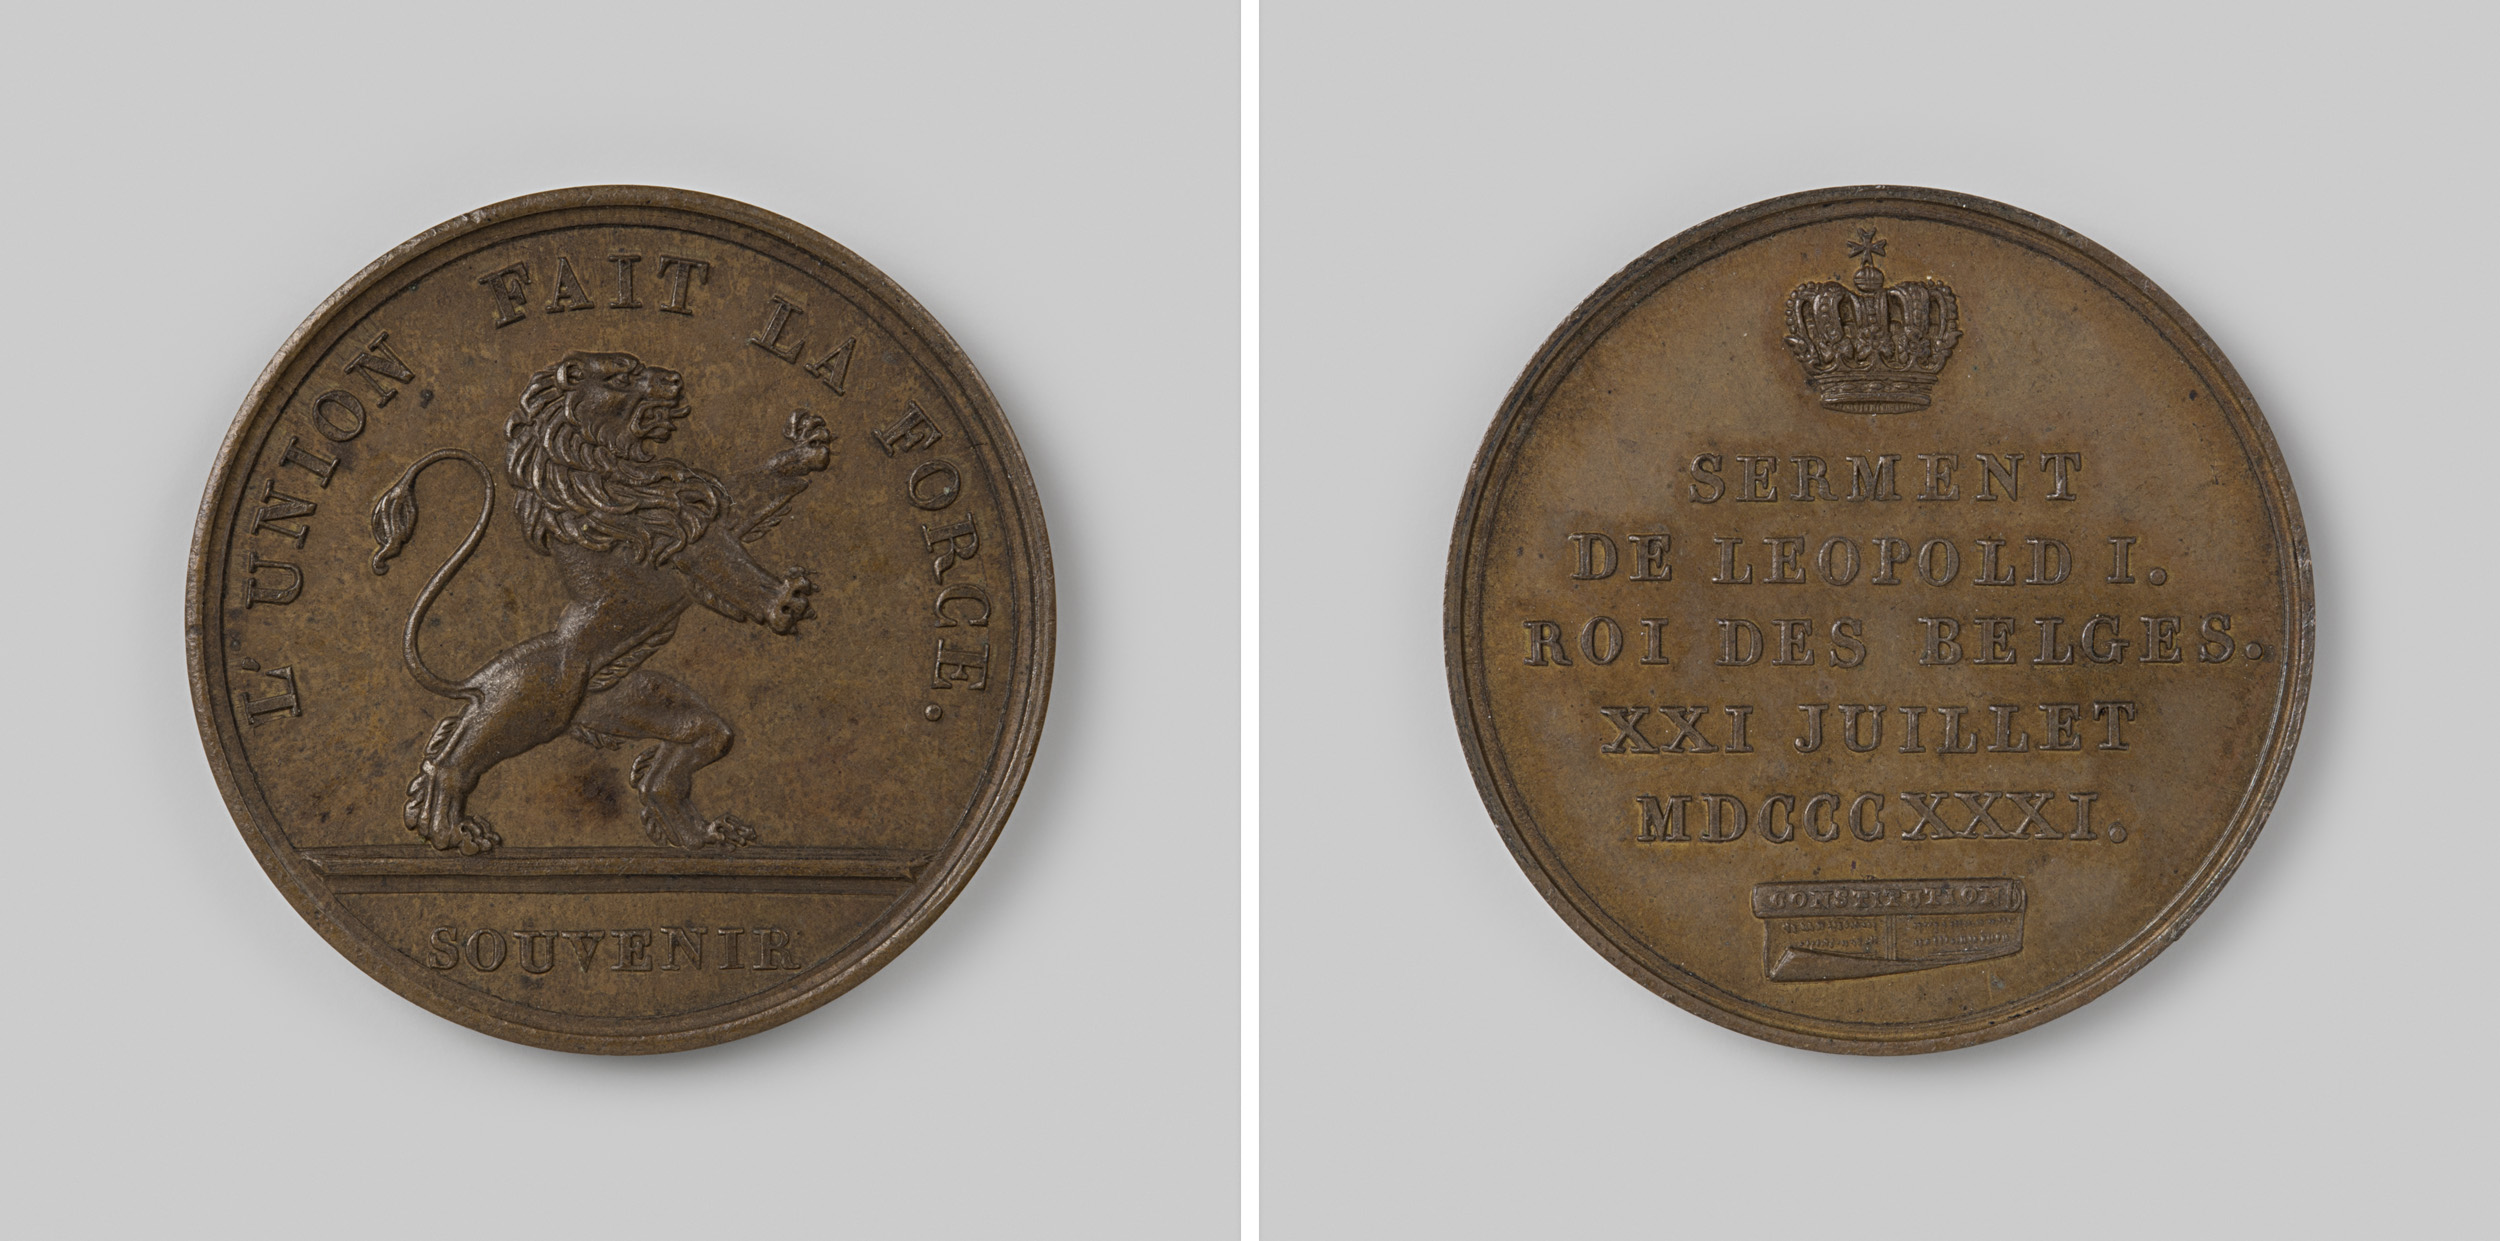 L'UNION FAIT LA FORCE.
SOUVENIR
SERMENT
DE LEOPOLD I.
ROI DES BELGES.
XXI JUILLET
MDCCCXXXI.
CONSTITUTION